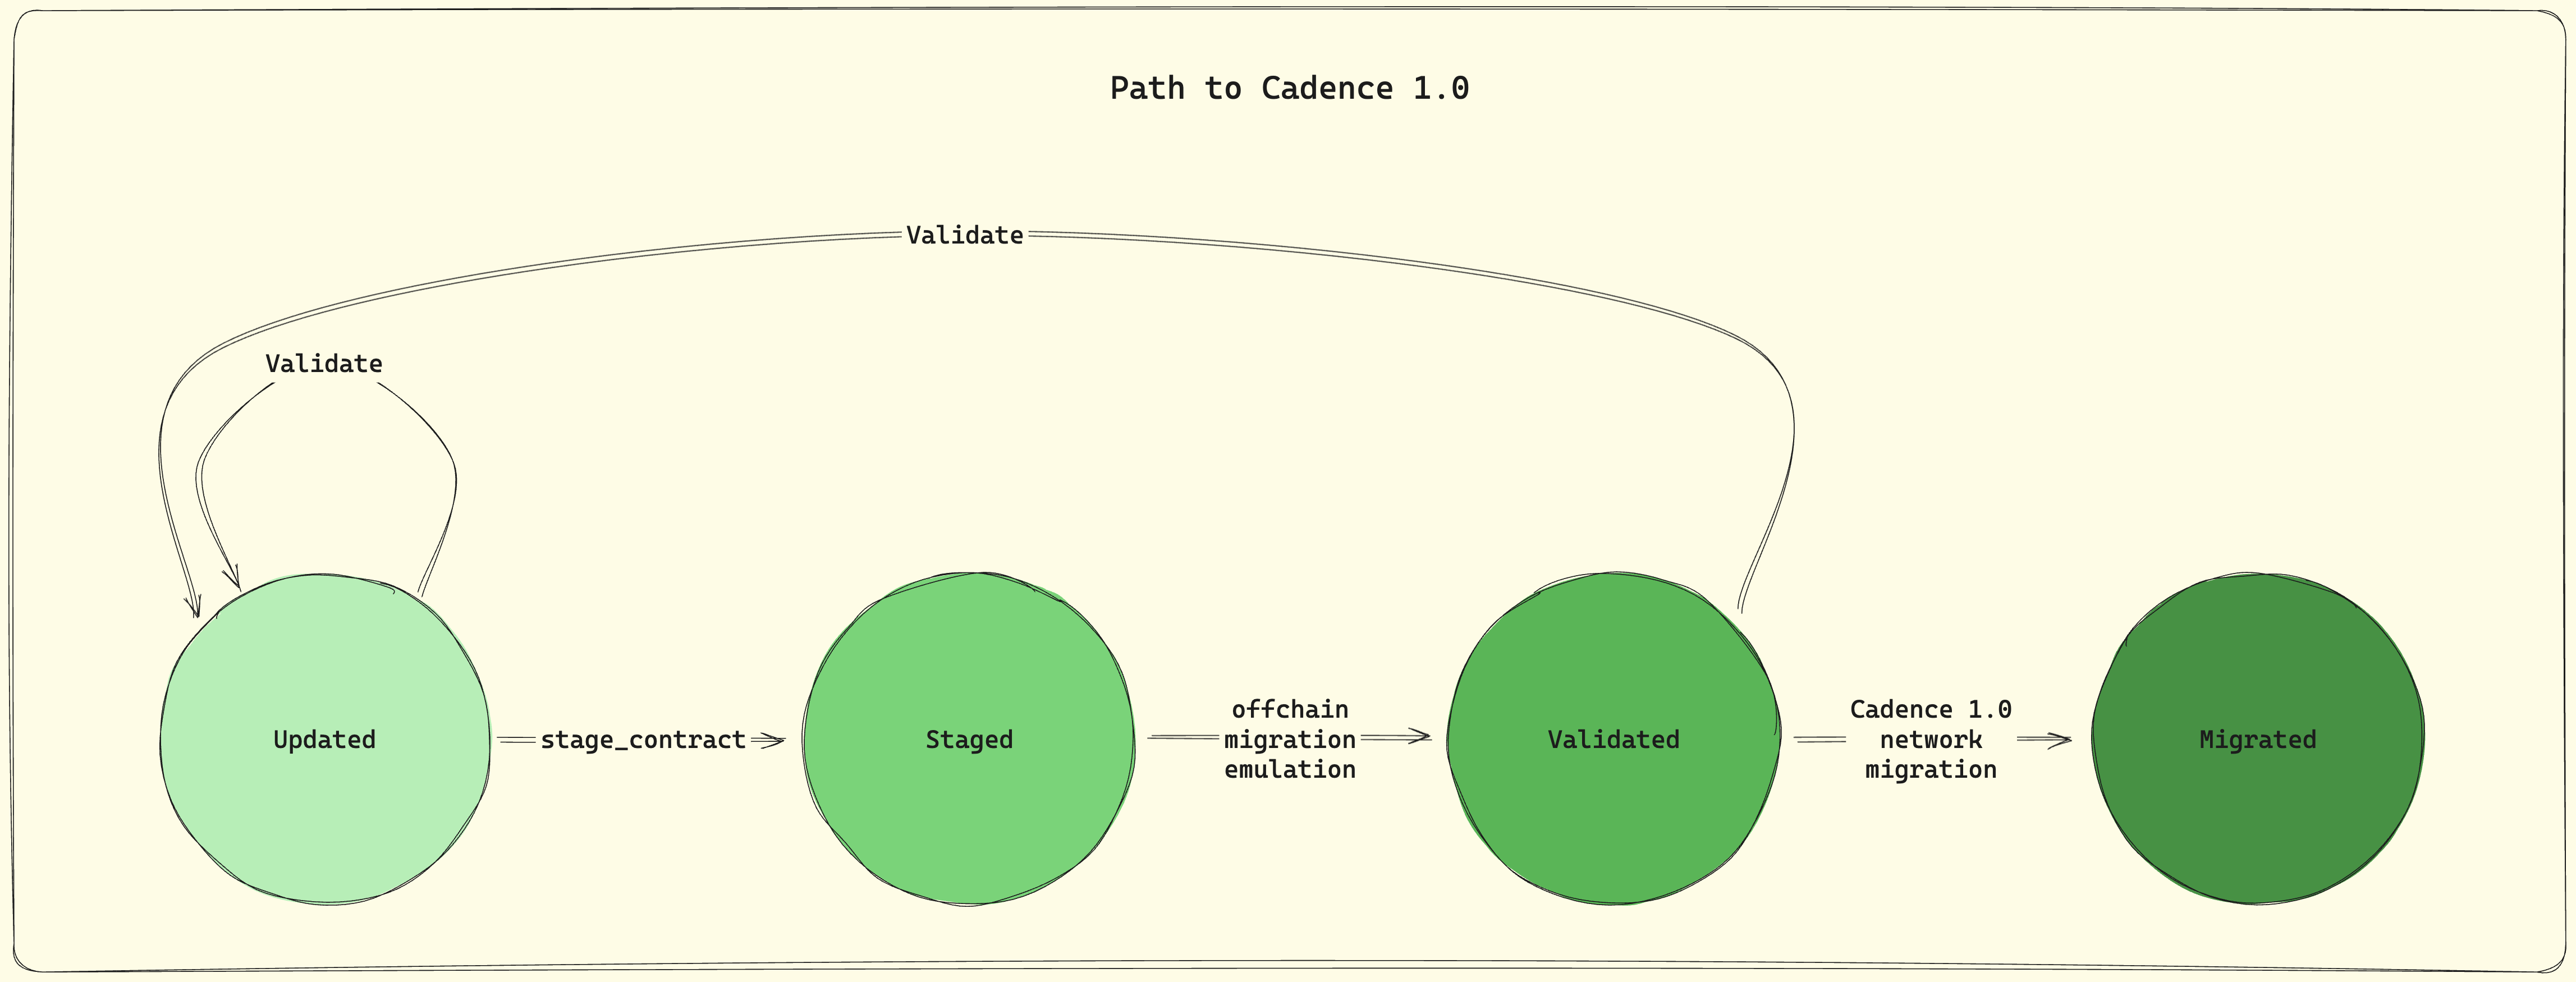 Path to Cadence 1.0
Validate
Validate
Updated
stage_contract
Staged
offchain
migration
emulation
Validated
Cadence 1.0
network
migration
Migrated